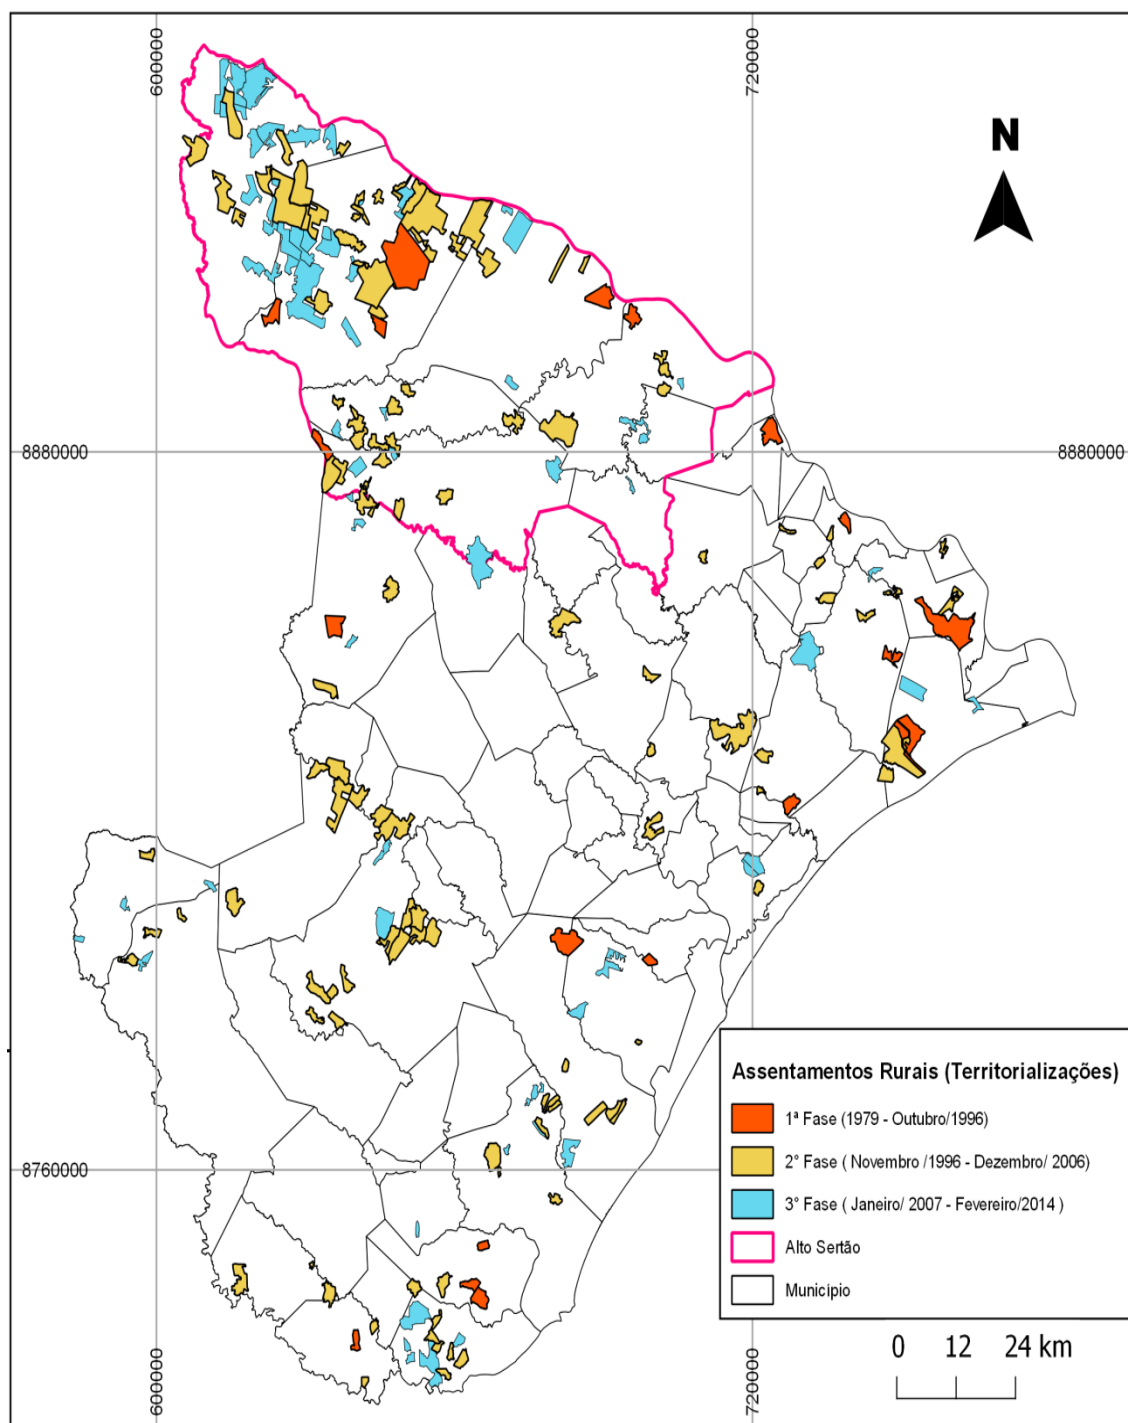 600000
720000
N
8880000
8880000
Assentamentos Rurais (Territorializações)
1ª Fase (1979 - Outubro/1996)
2° Fase ( Novembro /1996 - Dezembro/ 2006)
3° Fase ( Janeiro/ 2007 - Fevereiro/2014 )
Alto Sertão
Município
8760000
0 12 24 km
600000
720000